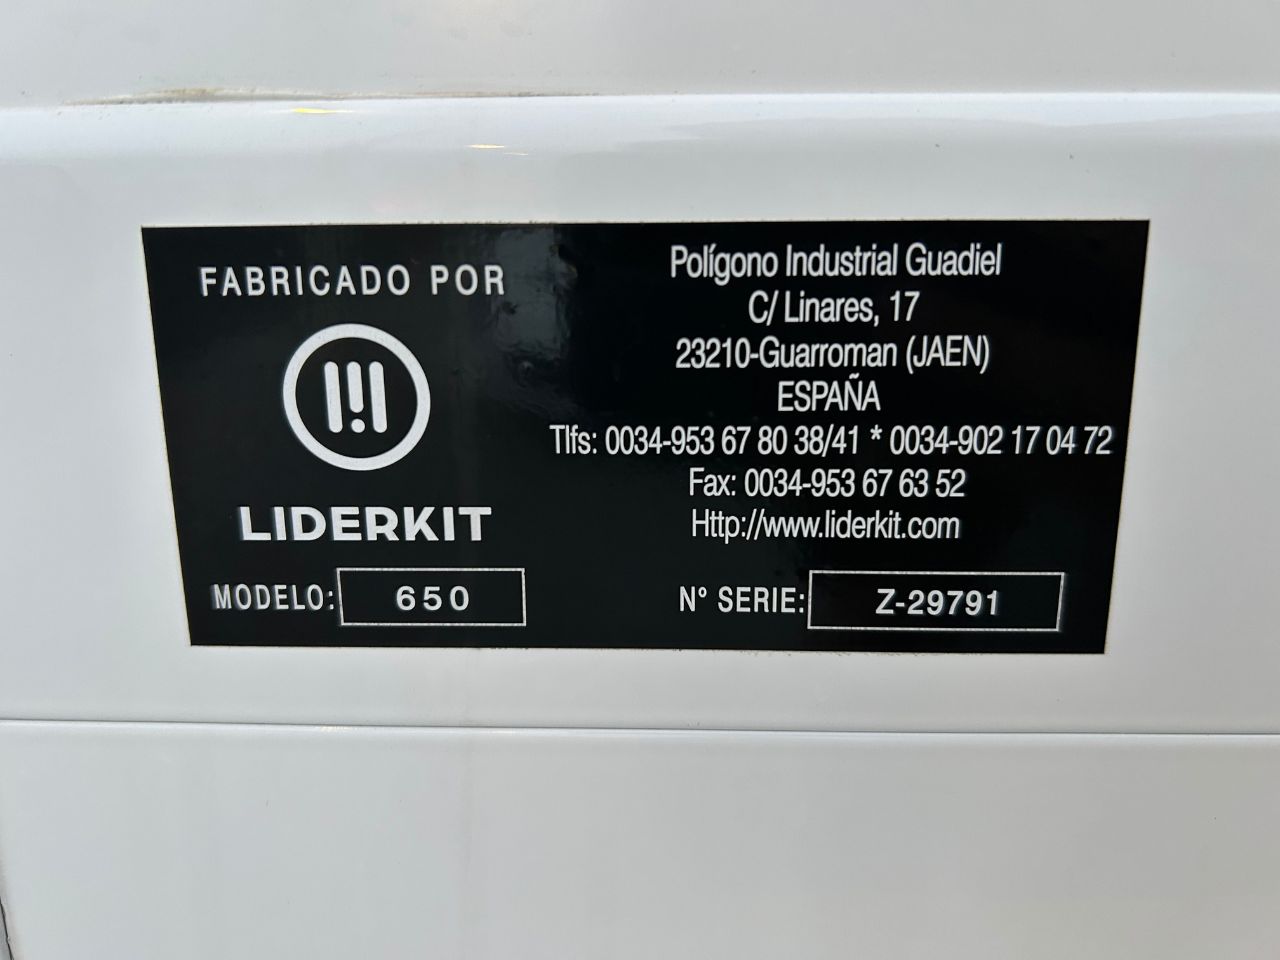 FABRICADO POR
LIDERKIT
Polígono Industrial Guadiel
C/ Linares, 17
23210-Guarroman (JAEN)
ESPAÑA
Tlfs: 0034-953 67 80 38/41 * 0034-902 17 04 72
Fax: 0034-953 67 63 52
Http://www.liderkit.com
MODELO: 650
Nº SERIE: Z-29791